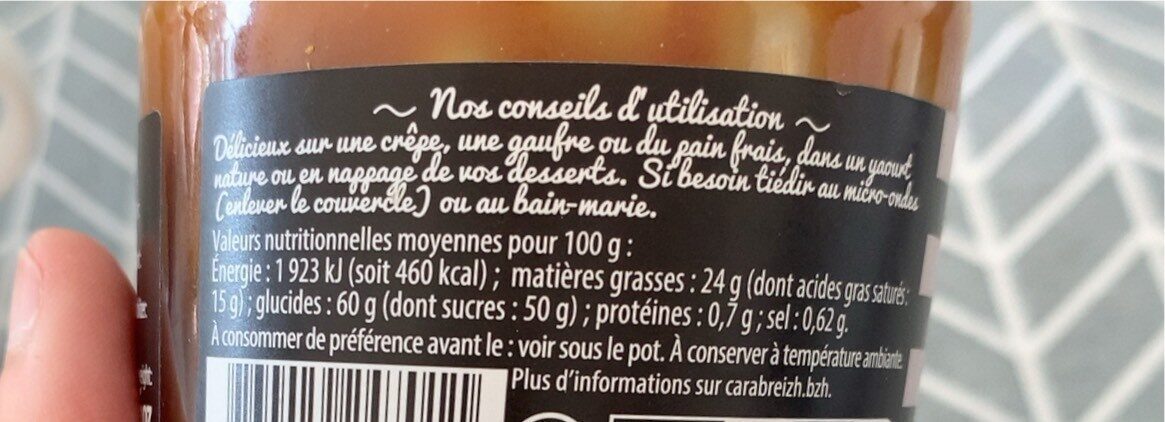 ~ Nos conseils d'utilisation ~
Délicieux sur une crêpe, une gaufre ou du pain frais, dans un yaourt
nature ou en nappage de vos desserts. Si besoin tiédir au micro-ondes
(enlever le couvercle) ou au bain-marie.
Valeurs nutritionnelles moyennes pour 100 g :
Énergie : 1 923 kJ (soit 460 kcal) ; matières grasses : 24 g (dont acides gras saturés :
15 g) ; glucides : 60 g (dont sucres : 50 g) ; protéines : 0,7 g ; sel : 0,62 g.
À consommer de préférence avant le : voir sous le pot. À conserver à température ambiante.
Plus d'informations sur carabreizh.bzh.